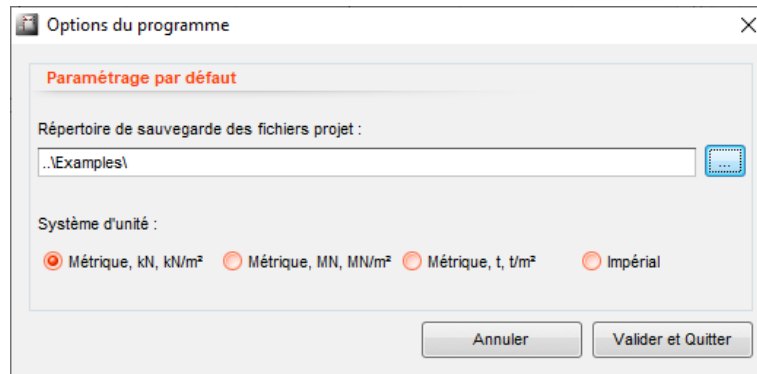 Options du programme
Paramétrage par défaut
Répertoire de sauvegarde des fichiers projet :
..\Examples\
...
Système d'unité :
Métrique, kN, kN/m² Métrique, MN, MN/m² Métrique, t, t/m² Impérial
Annuler Valider et Quitter